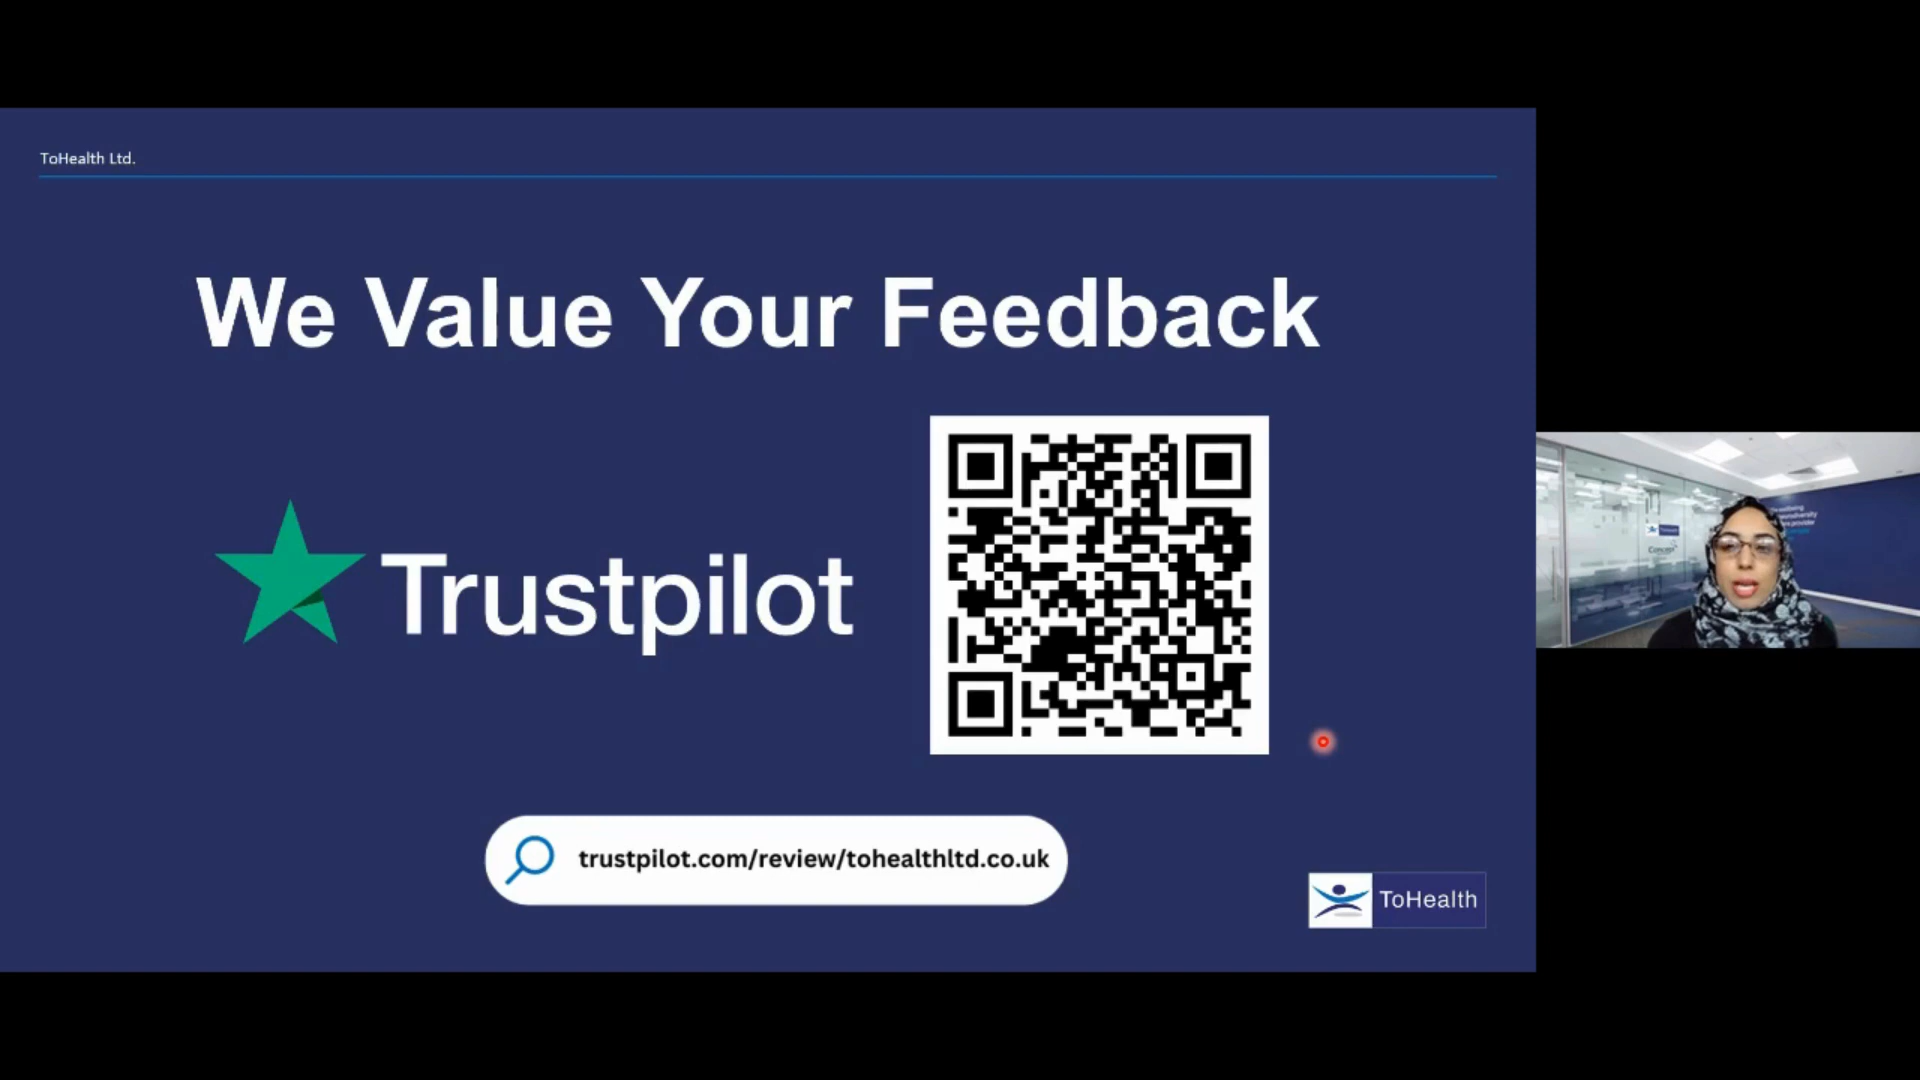 ToHealth Ltd.
We Value Your Feedback
Trustpilot
trustpilot.com/review/tohealthltd.co.uk
ToHealth